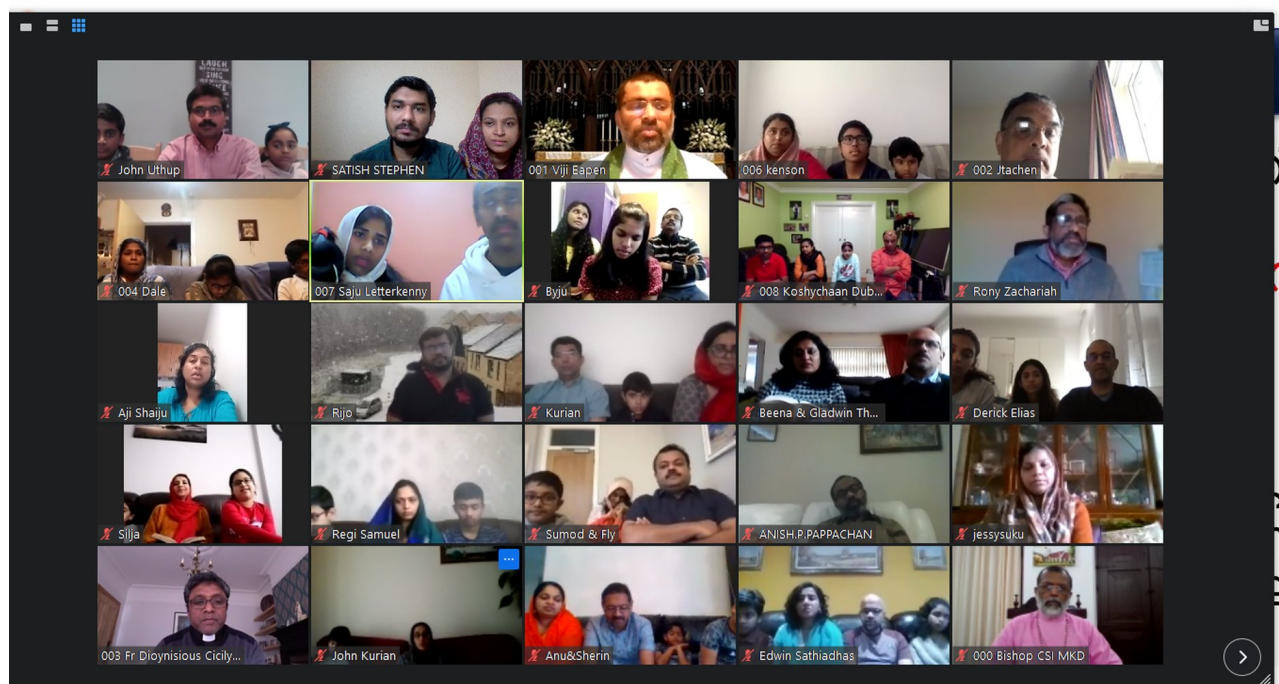 LAUGH
SING
John Uthup
SATISH STEPHEN
001 Viji Eapen
006 kenson
002 Jtachen
004 Dale
007 Saju Letterkenny
Byju
008 Koshychaan Dub...
Rony Zachariah
Aji Shaiju
Rijo
Kurian
Beena & Gladwin Th...
Derick Elias
Silja
Regi Samuel
Sumod & Fly
ANISH.P.PAPPACHAN
jessysuku
003 Fr Dioynisious Cicily...
John Kurian
Anu&Sherin
Edwin Sathiadhas
000 Bishop CSI MKD